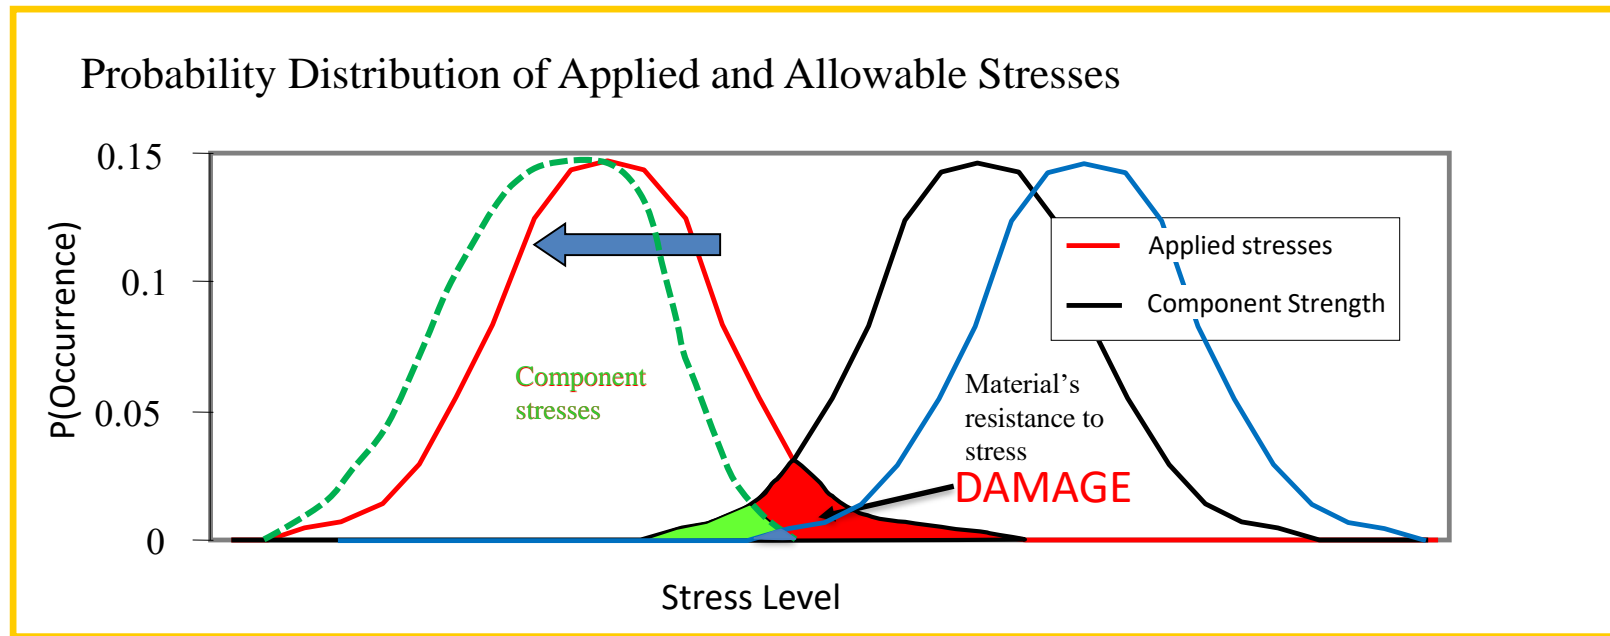 Probability Distribution of Applied and Allowable Stresses
0.15
0.1
0.05
0
P(Occurrence)
Applied stresses
Component Strength
Component
stresses
Material’s
resistance to
stress
DAMAGE
Stress Level